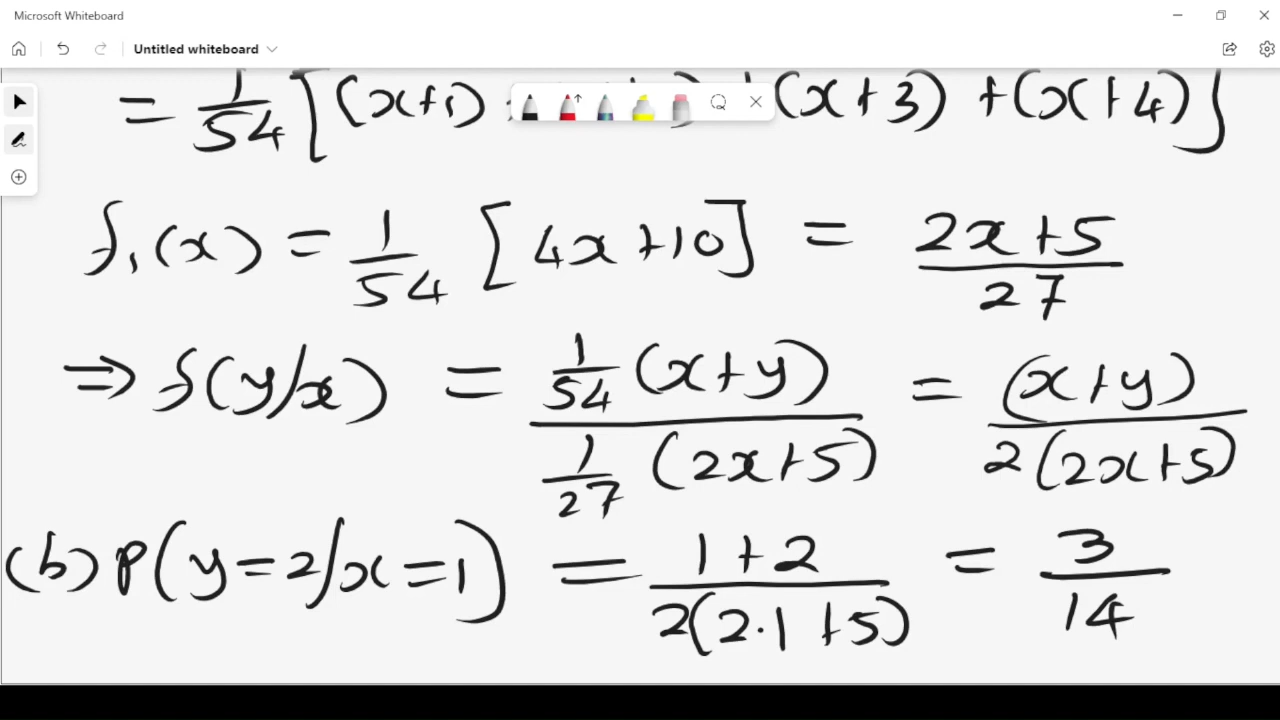 Microsoft Whiteboard
Untitled whiteboard
= 1/54 [(x+1) + (x+3) + (x+4)]
f₁(x) = 1/54 [4x+10] = 2x+5/27
⇒ f(y/x) = 1/54 (x+y) / 1/27 (2x+5) = (x+y) / 2(2x+5)
(b) P(y=2/x=1) = 1+2 / 2(2·1+5) = 3/14